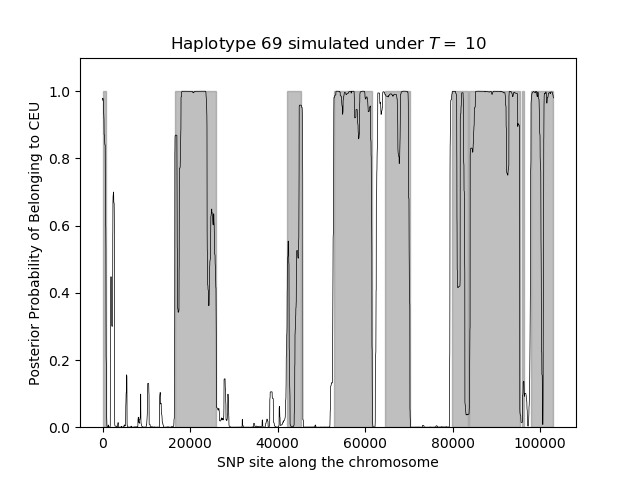 Haplotype 69 simulated under T = 10
Posterior Probability of Belonging to CEU
1.0
0.8
0.6
0.4
0.2
0.0
0 20000 40000 60000 80000 100000
SNP site along the chromosome